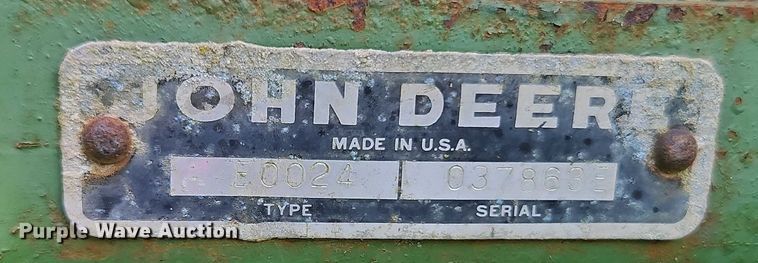 JOHN DEERE
MADE IN U.S.A.
E0024 037863E
TYPE SERIAL
Purple Wave Auction